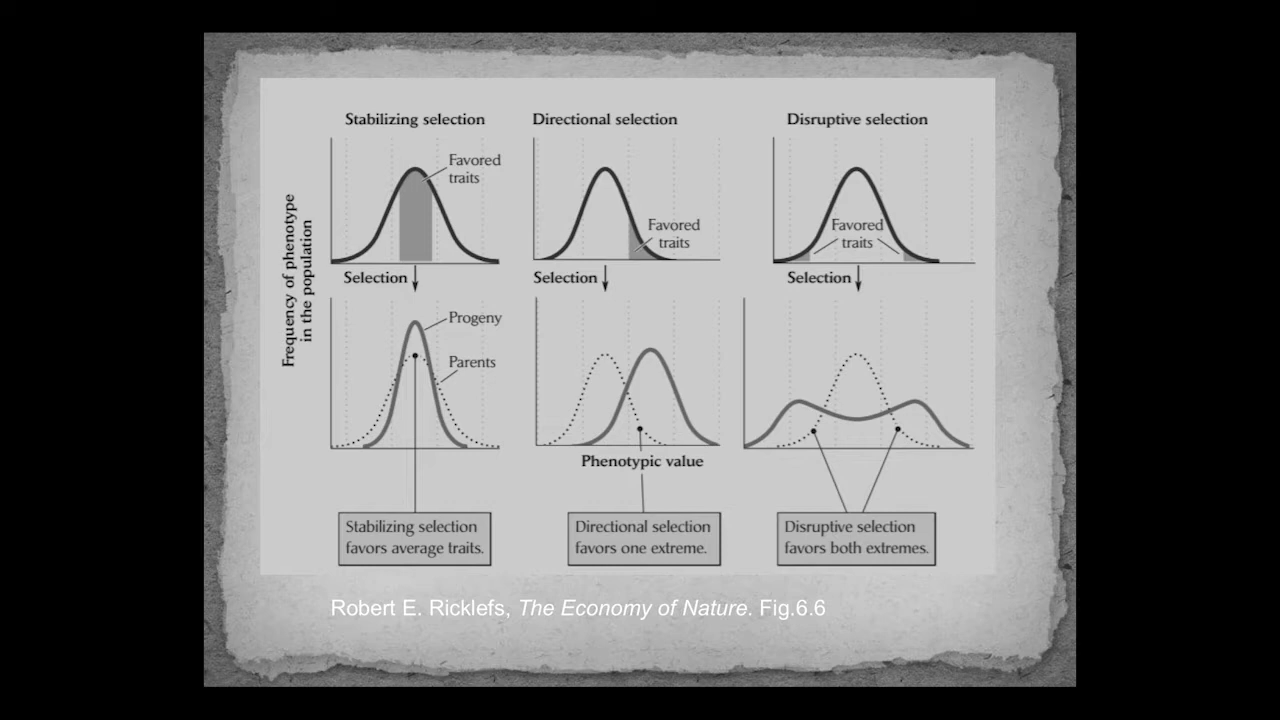 Stabilizing selection
Directional selection
Disruptive selection
Favored
traits
Favored
traits
Favored
traits
Frequency of phenotype
in the population
Selection
Selection
Selection
Progeny
Parents
Phenotypic value
Stabilizing selection
favors average traits.
Directional selection
favors one extreme.
Disruptive selection
favors both extremes.
Robert E. Ricklefs, The Economy of Nature. Fig.6.6